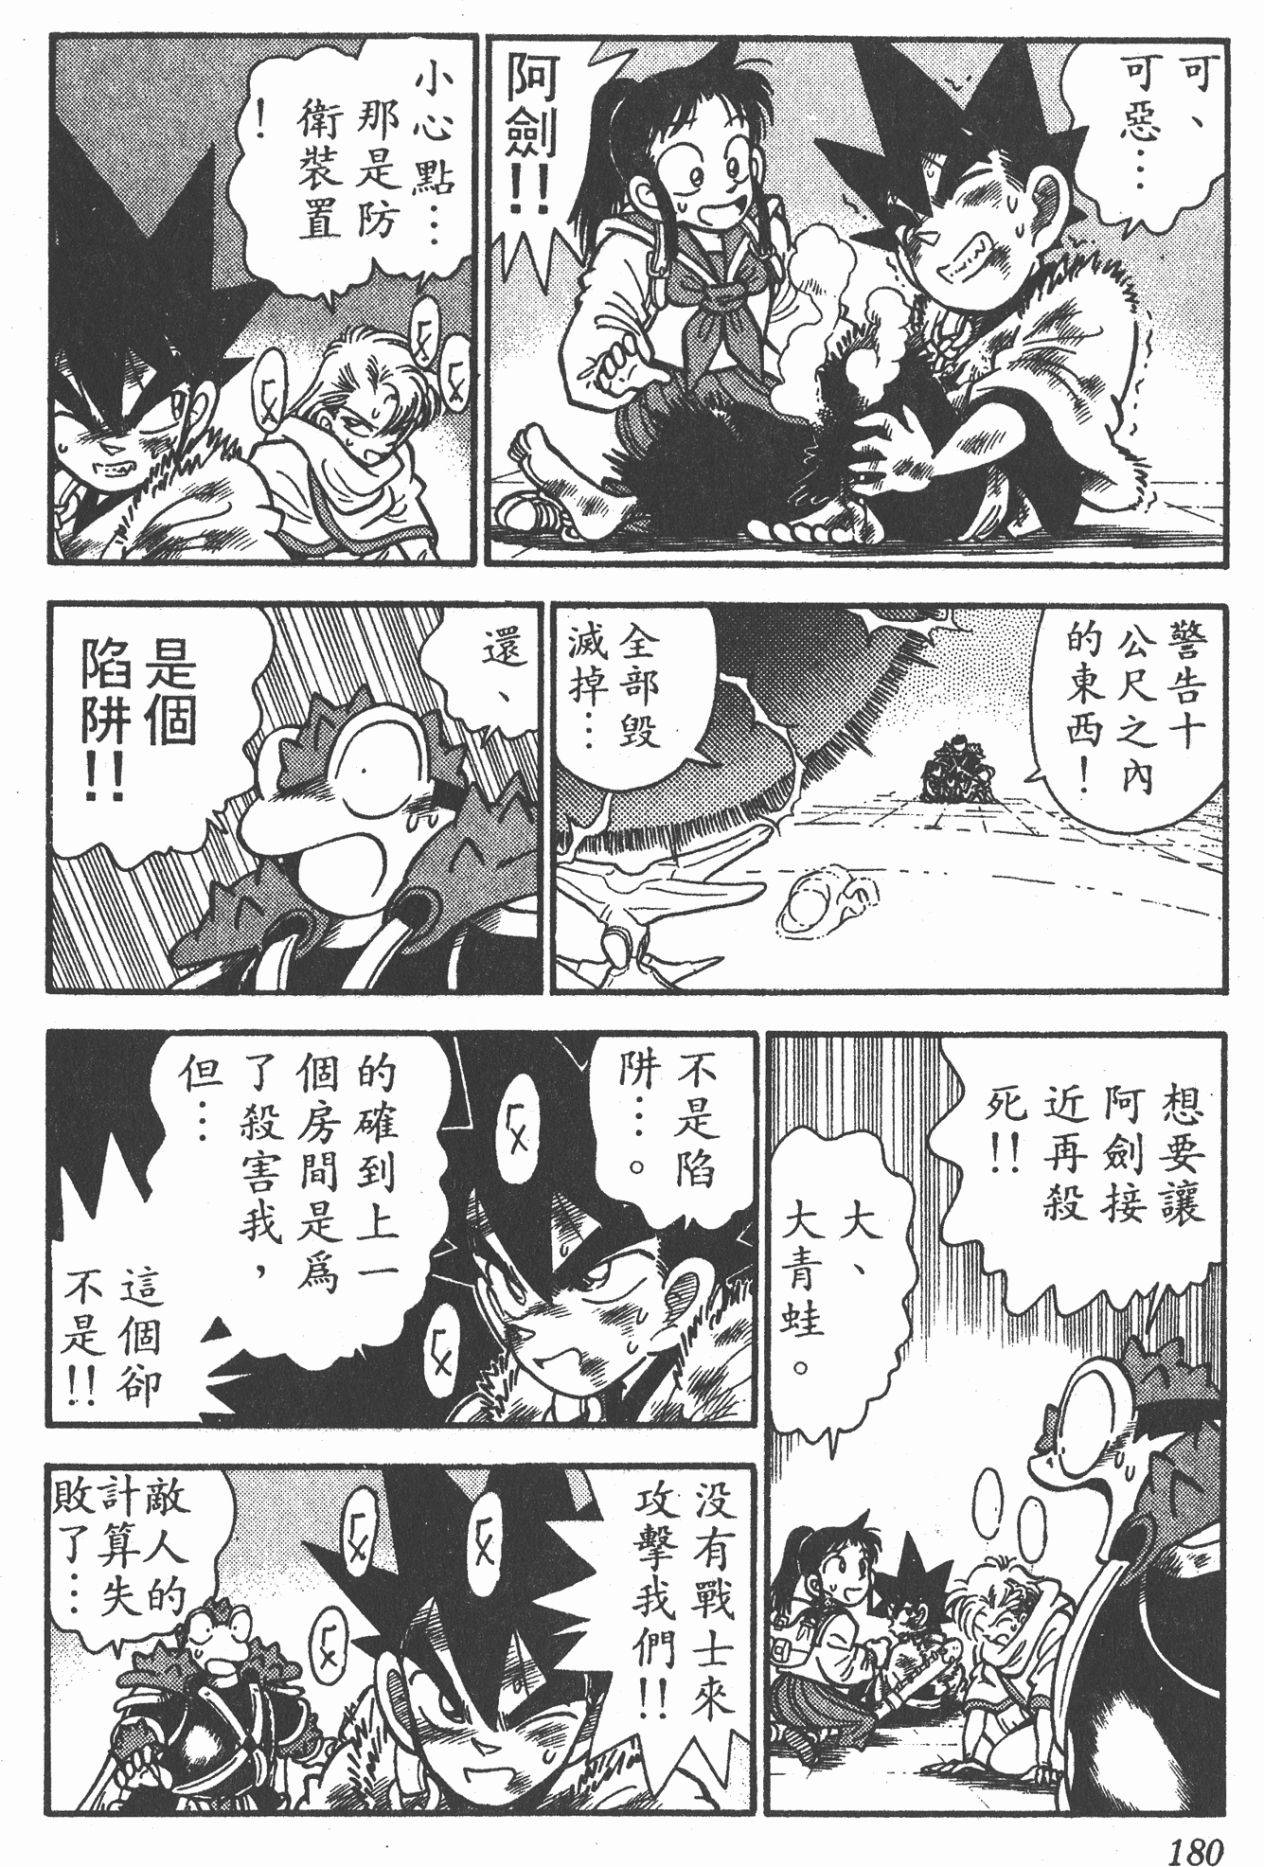 可、
可惡…
阿劍!!
小心點…
那是防
衛裝置
!
警告十
公尺之內
的東西!
全部毀
滅掉…
還、
是個
陷阱!!
想要讓
阿劍接
近再殺
死!!
大、
大青蛙。
不是陷
阱…。
的確到上一
個房間是爲
了殺害我，
但…
這個卻
不是!!
没有戰士來
攻擊我們!!
敵人的
計算失
敗了…
180